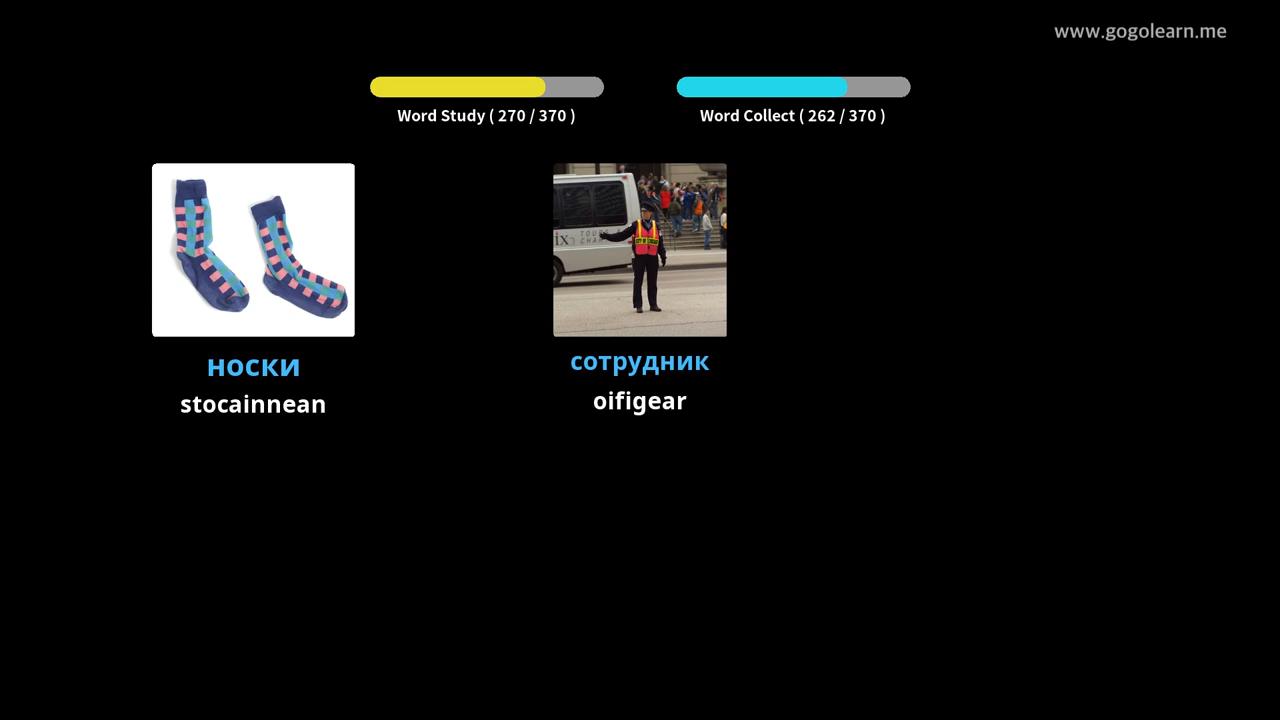 www.gogolearn.me
Word Study ( 270 / 370 )
Word Collect ( 262 / 370 )
носки
stocainnean
сотрудник
oifigear